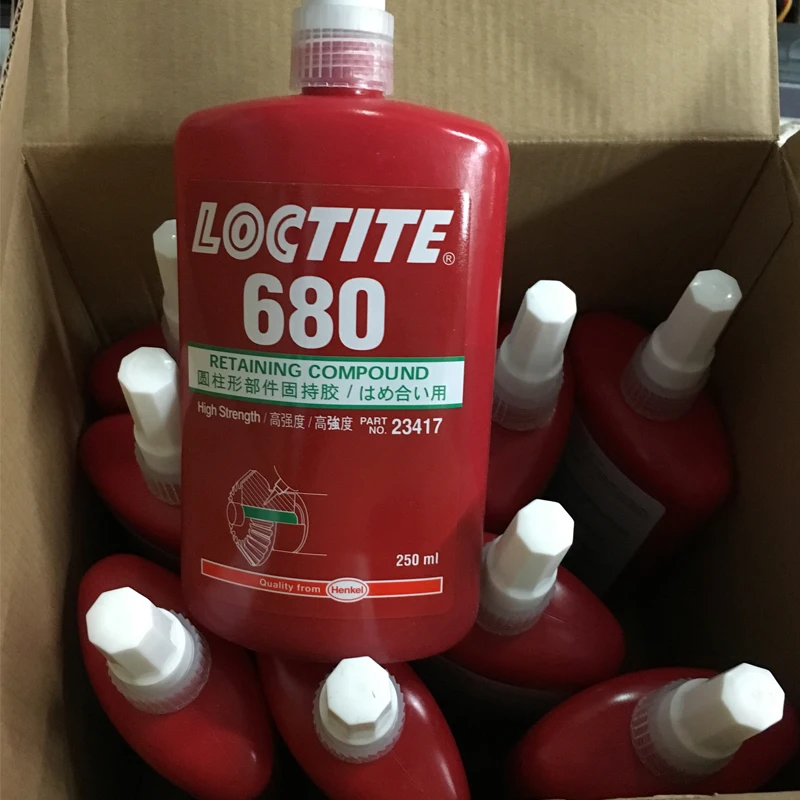 LOCTITE®
680
RETAINING COMPOUND
圆柱形部件固持胶 / はめ合い用
High Strength / 高强度 / 高強度 PART NO. 23417
250 ml
Quality from Henkel